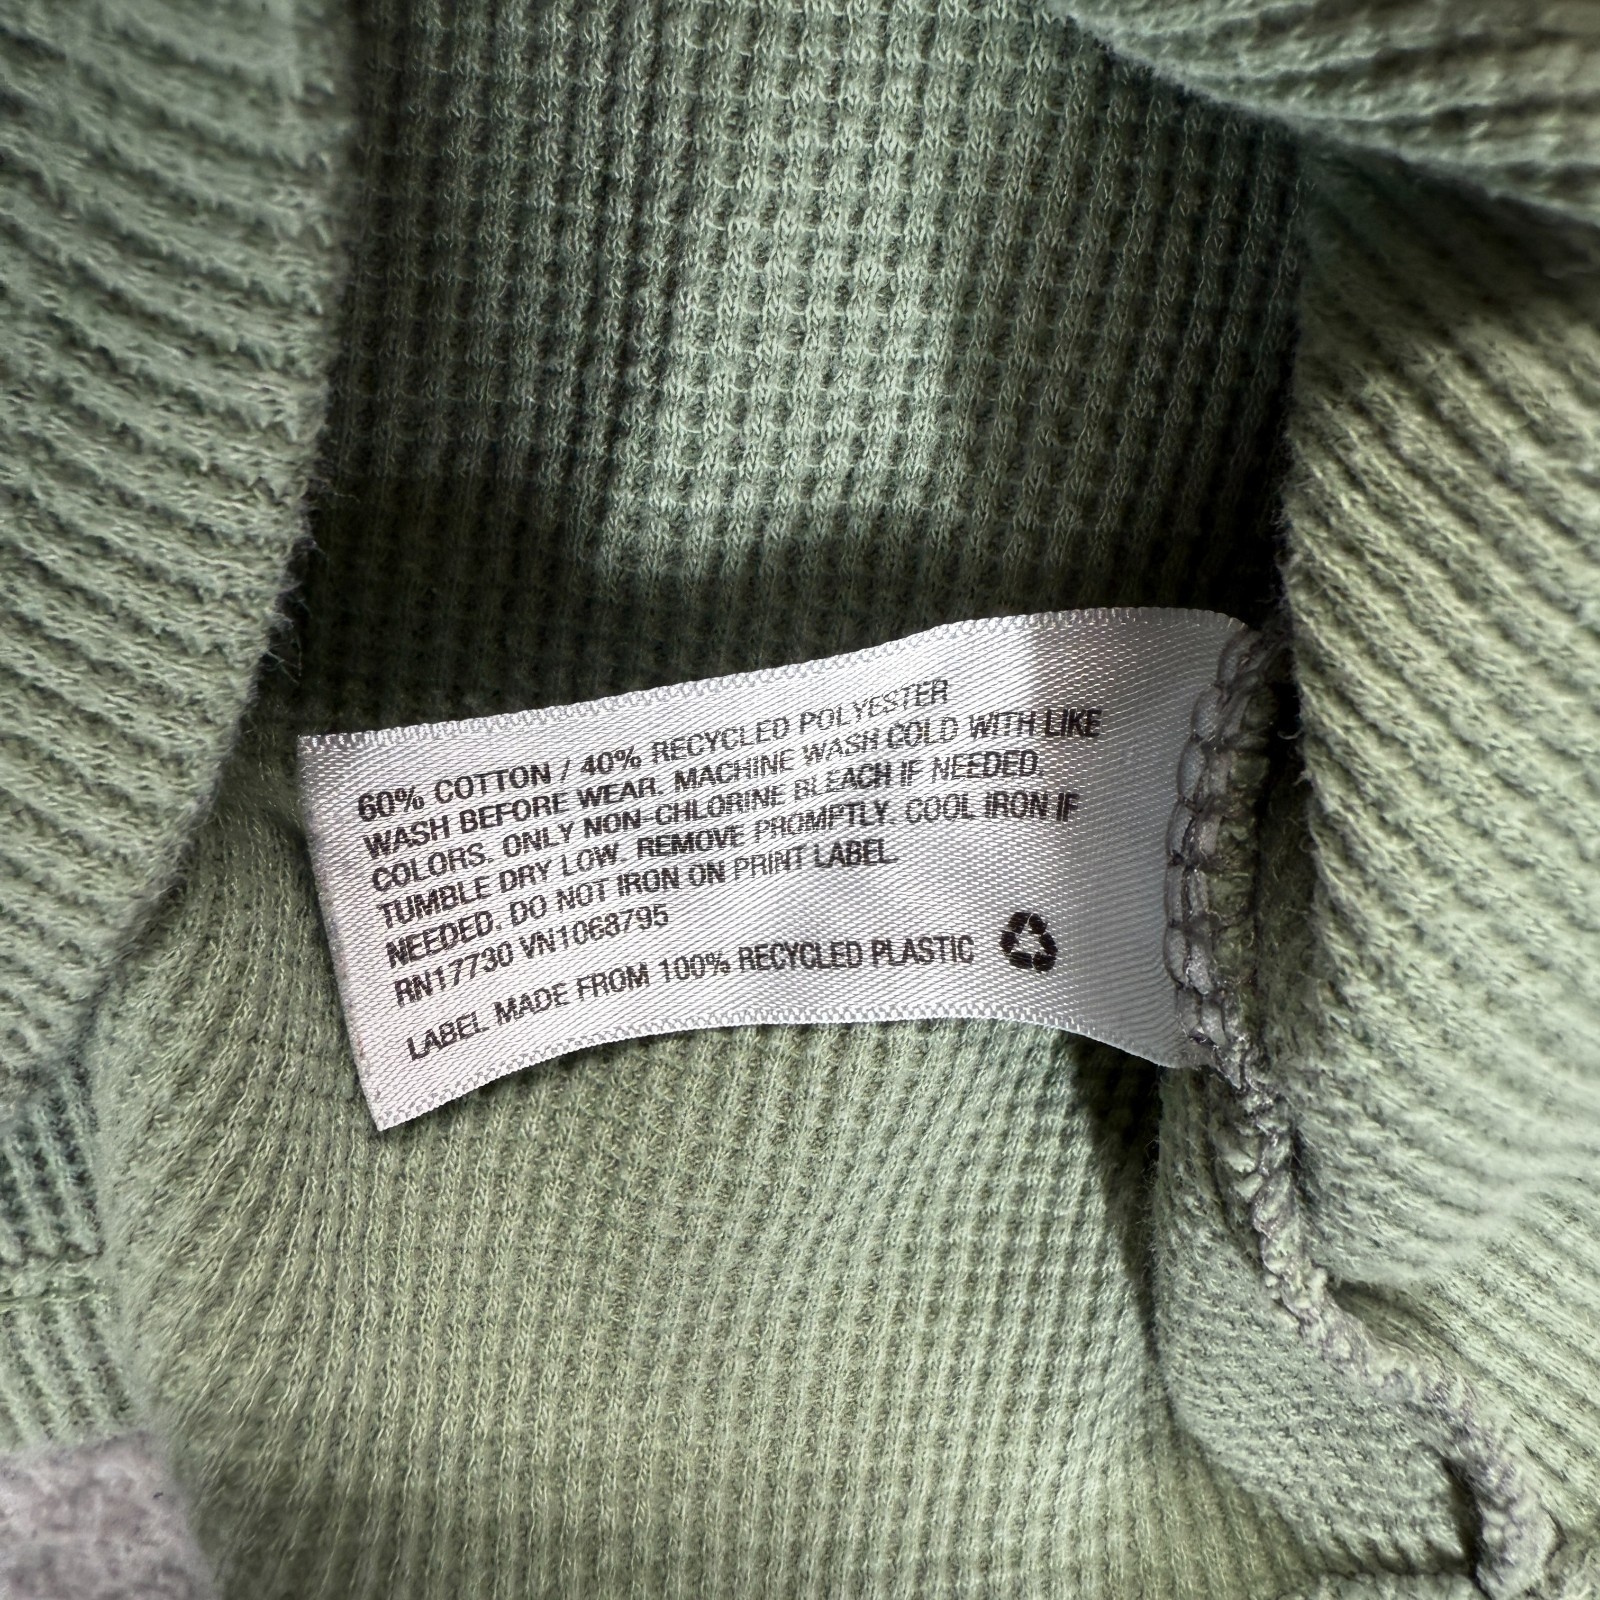 60% COTTON / 40% RECYCLED POLYESTER
WASH BEFORE WEAR. MACHINE WASH COLD WITH LIKE
COLORS. ONLY NON-CHLORINE BLEACH IF NEEDED.
TUMBLE DRY LOW. REMOVE PROMPTLY. COOL IRON IF
NEEDED. DO NOT IRON ON PRINT LABEL.
RN17730 VN1068795
LABEL MADE FROM 100% RECYCLED PLASTIC